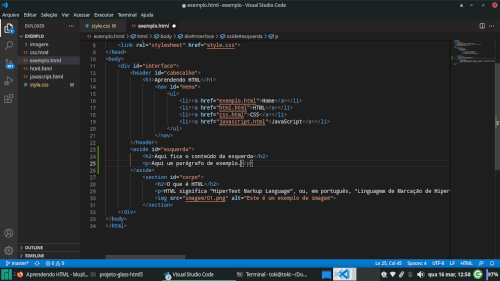 exemplo.html - exemplo - Visual Studio Code
Arquivo Editar Seleção Ver Acessar Executar Terminal Ajuda
EXPLORER
EXEMPLO
imagem
css.html
exemplo.html
html.html
javascript.html
style.css M
OUTLINE
TIMELINE
style.css M
exemplo.html
exemplo.html > html > body > div#interface > aside#esquerda > p
8 <link rel="stylesheet" href="style.css">
9 </head>
10 <body>
11 <div id="interface">
12 <header id="cabecalho">
13 <h1>Aprendendo HTML</h1>
14 <nav id="menu">
15 <ul>
16 <li><a href="exemplo.html">Home</a></li>
17 <li><a href="html.html">HTML</a></li>
18 <li><a href="css.html">CSS</a></li>
19 <li><a href="javascript.html">JavaScript</a></li>
20 </ul>
21 </nav>
22 </header>
23 <aside id="esquerda">
24 <h2>Aqui fica o conteúdo da esquerda</h2>
25 <p>Aqui um parágrafo de exemplo.</p>
26 </aside>
27 <section id="corpo">
28 <h2>O que é HTML</h2>
29 <p>HTML significa "HiperText Markup Language", ou, em português, "Linguagem de Marcação de Hiper
30 <img src="imagem/01.png" alt="Este é um exemplo de imagem">
31 </section>
32 </div>
33 </body>
34 </html>
master* 0 0
Ln 25, Col 45 Spaces: 4 UTF-8 LF HTML
Aprendendo HTML - Mozil...
projeto-glass-html5
Visual Studio Code
Terminal - toki@toki: ~/Do...
qua 16 mar, 12:58
97%